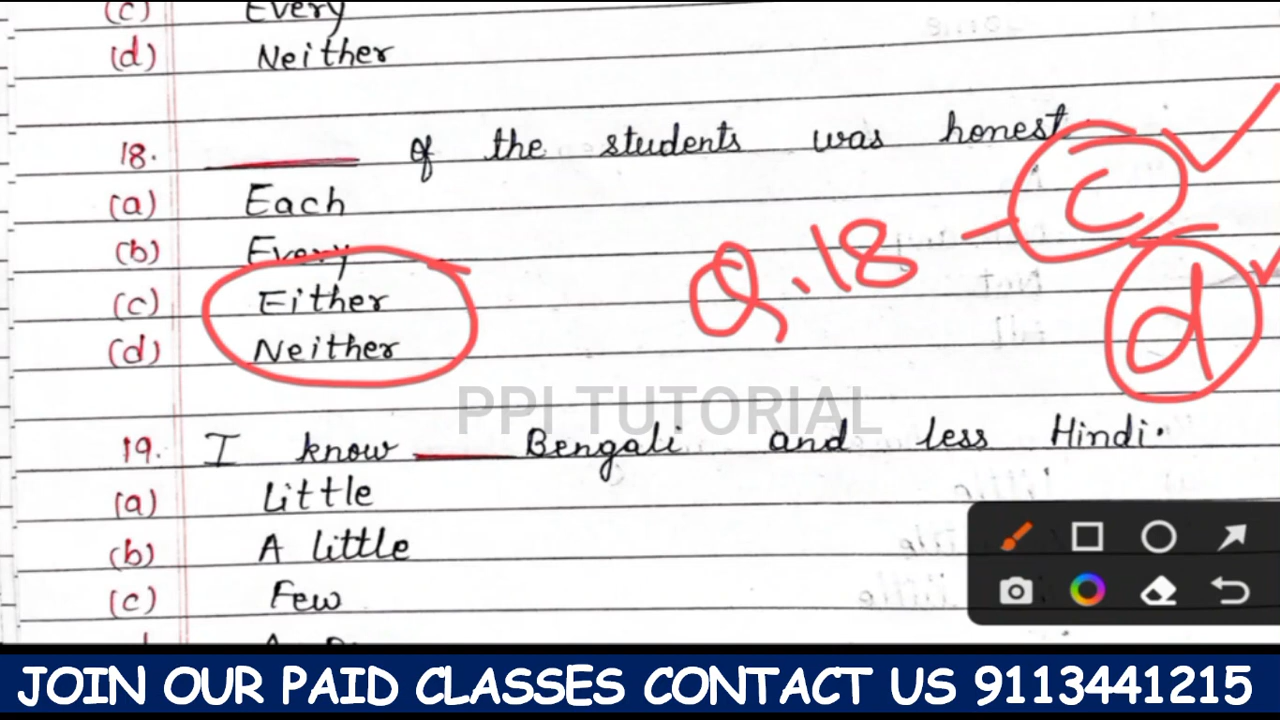 (c) Every
(d) Neither
18. ______ of the students was honest
(a) Each
(b) Every
(c) Either
(d) Neither
Q.18 - c
d
PPI TUTORIAL
19. I know ____ Bengali and less Hindi.
(a) Little
(b) A little
(c) Few
JOIN OUR PAID CLASSES CONTACT US 9113441215